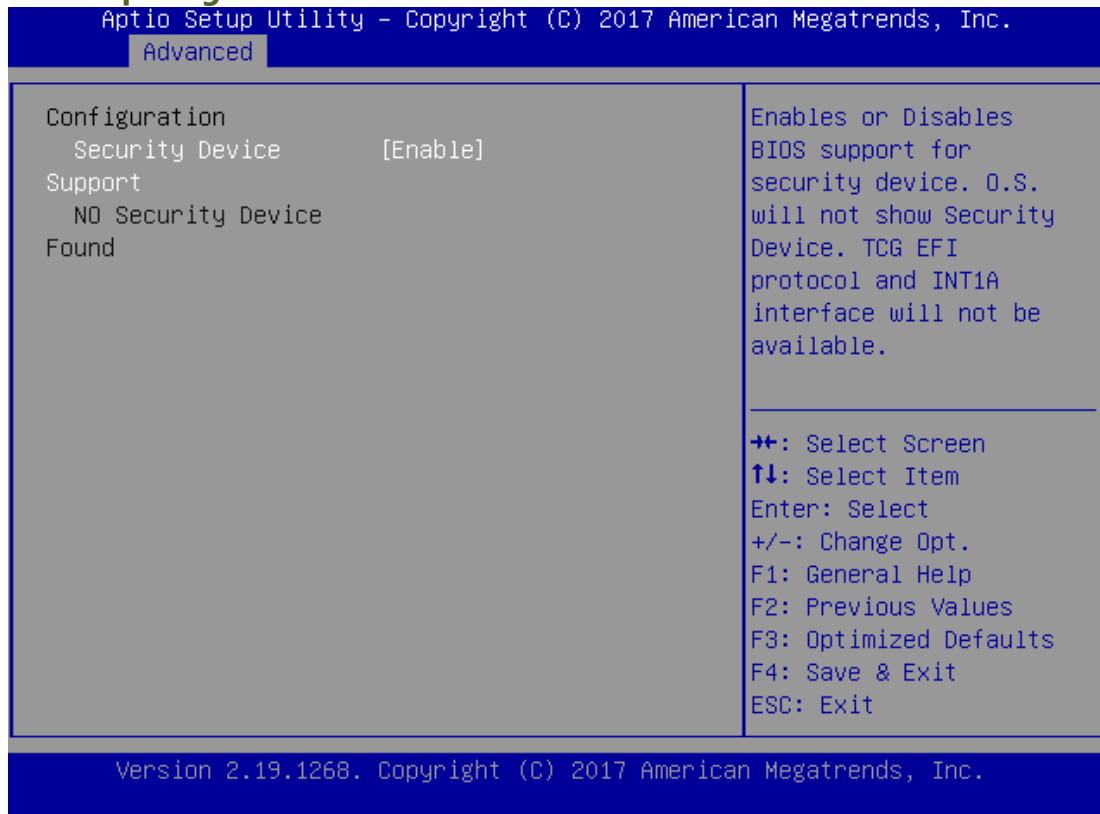 Aptio Setup Utility – Copyright (C) 2017 American Megatrends, Inc.
Advanced
Configuration
Security Device [Enable]
Support
NO Security Device
Found
Enables or Disables
BIOS support for
security device. O.S.
will not show Security
Device. TCG EFI
protocol and INT1A
interface will not be
available.
→←: Select Screen
↑↓: Select Item
Enter: Select
+/-: Change Opt.
F1: General Help
F2: Previous Values
F3: Optimized Defaults
F4: Save & Exit
ESC: Exit
Version 2.19.1268. Copyright (C) 2017 American Megatrends, Inc.